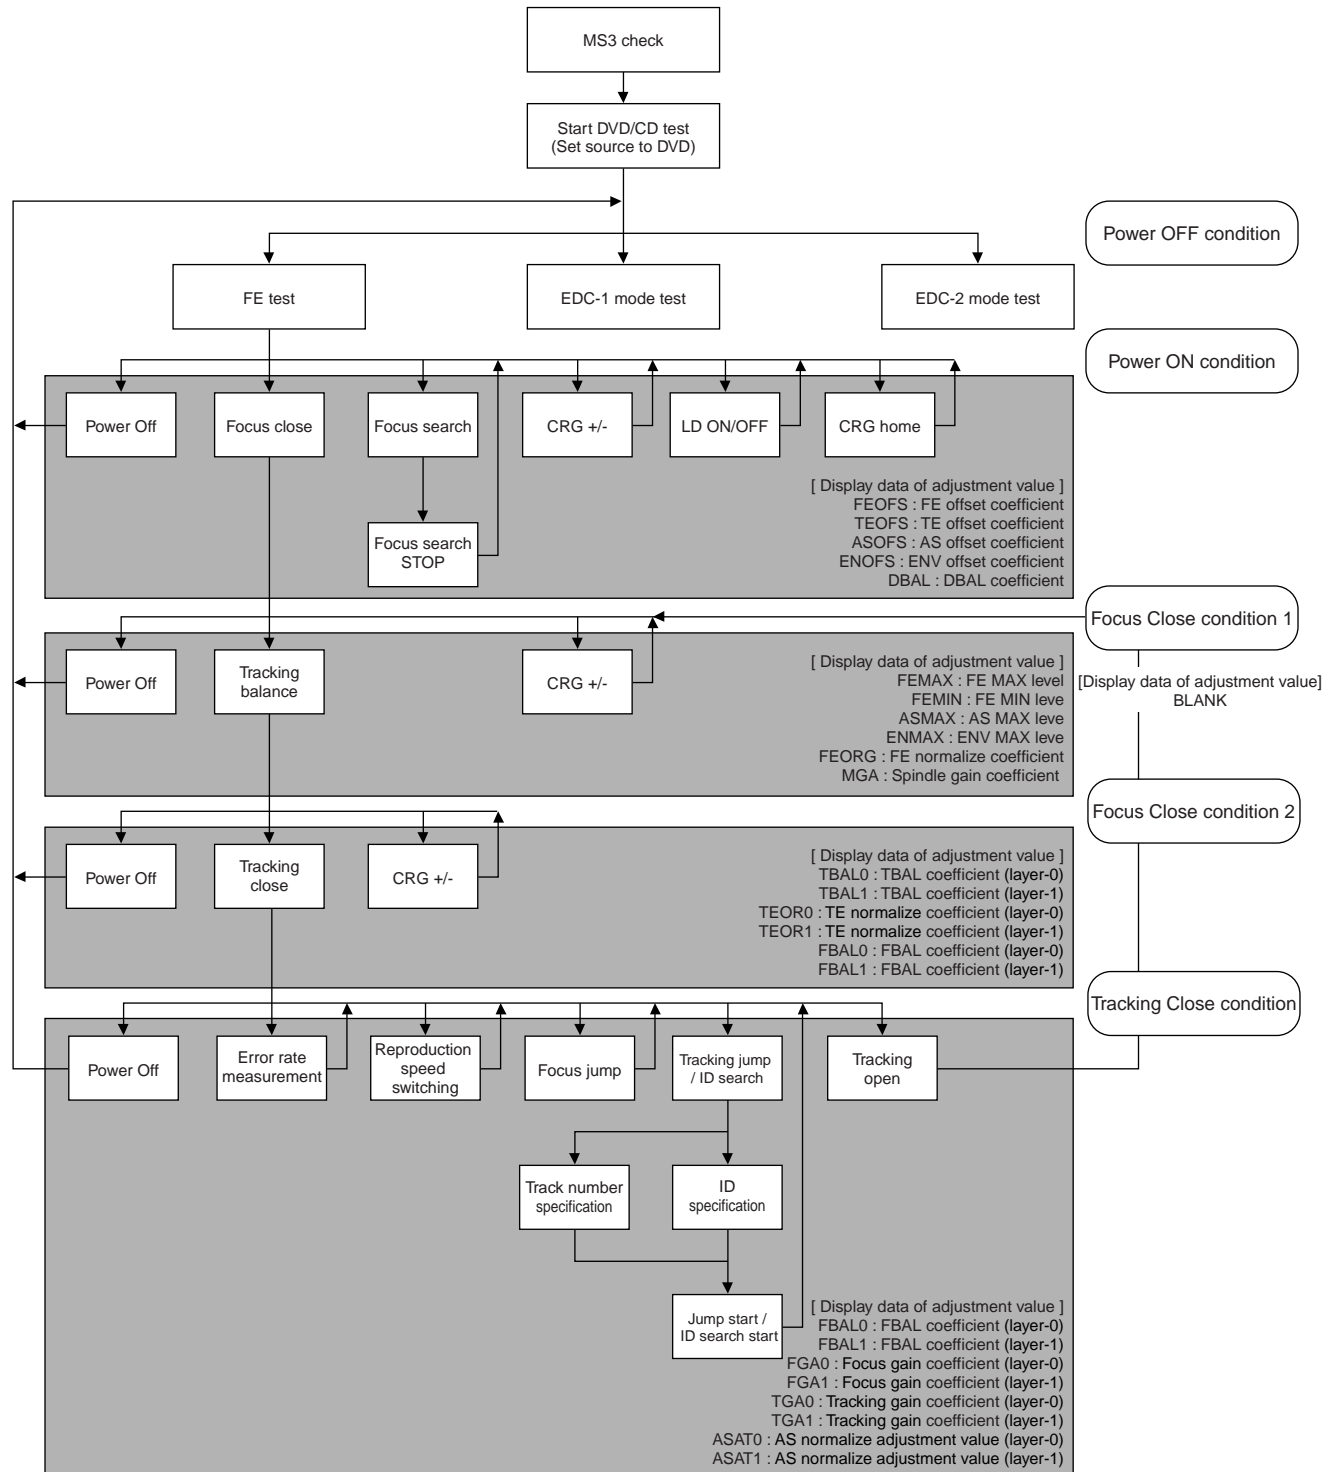 MS3 check
Start DVD/CD test
(Set source to DVD)
Power OFF condition
FE test
EDC-1 mode test
EDC-2 mode test
Power ON condition
Power Off
Focus close
Focus search
CRG +/-
LD ON/OFF
CRG home
Focus search
STOP
[ Display data of adjustment value ]
FEOFS : FE offset coefficient
TEOFS : TE offset coefficient
ASOFS : AS offset coefficient
ENOFS : ENV offset coefficient
DBAL : DBAL coefficient
Focus Close condition 1
Power Off
Tracking
balance
CRG +/-
[ Display data of adjustment value ]
FEMAX : FE MAX level
FEMIN : FE MIN leve
ASMAX : AS MAX leve
ENMAX : ENV MAX leve
FEORG : FE normalize coefficient
MGA : Spindle gain coefficient
[Display data of adjustment value]
BLANK
Focus Close condition 2
Power Off
Tracking
close
CRG +/-
[ Display data of adjustment value ]
TBAL0 : TBAL coefficient (layer-0)
TBAL1 : TBAL coefficient (layer-1)
TEOR0 : TE normalize coefficient (layer-0)
TEOR1 : TE normalize coefficient (layer-1)
FBAL0 : FBAL coefficient (layer-0)
FBAL1 : FBAL coefficient (layer-1)
Tracking Close condition
Power Off
Error rate
measurement
Reproduction
speed
switching
Focus jump
Tracking jump
/ ID search
Tracking
open
Track number
specification
ID
specification
Jump start /
ID search start
[ Display data of adjustment value ]
FBAL0 : FBAL coefficient (layer-0)
FBAL1 : FBAL coefficient (layer-1)
FGA0 : Focus gain coefficient (layer-0)
FGA1 : Focus gain coefficient (layer-1)
TGA0 : Tracking gain coefficient (layer-0)
TGA1 : Tracking gain coefficient (layer-1)
ASAT0 : AS normalize adjustment value (layer-0)
ASAT1 : AS normalize adjustment value (layer-1)